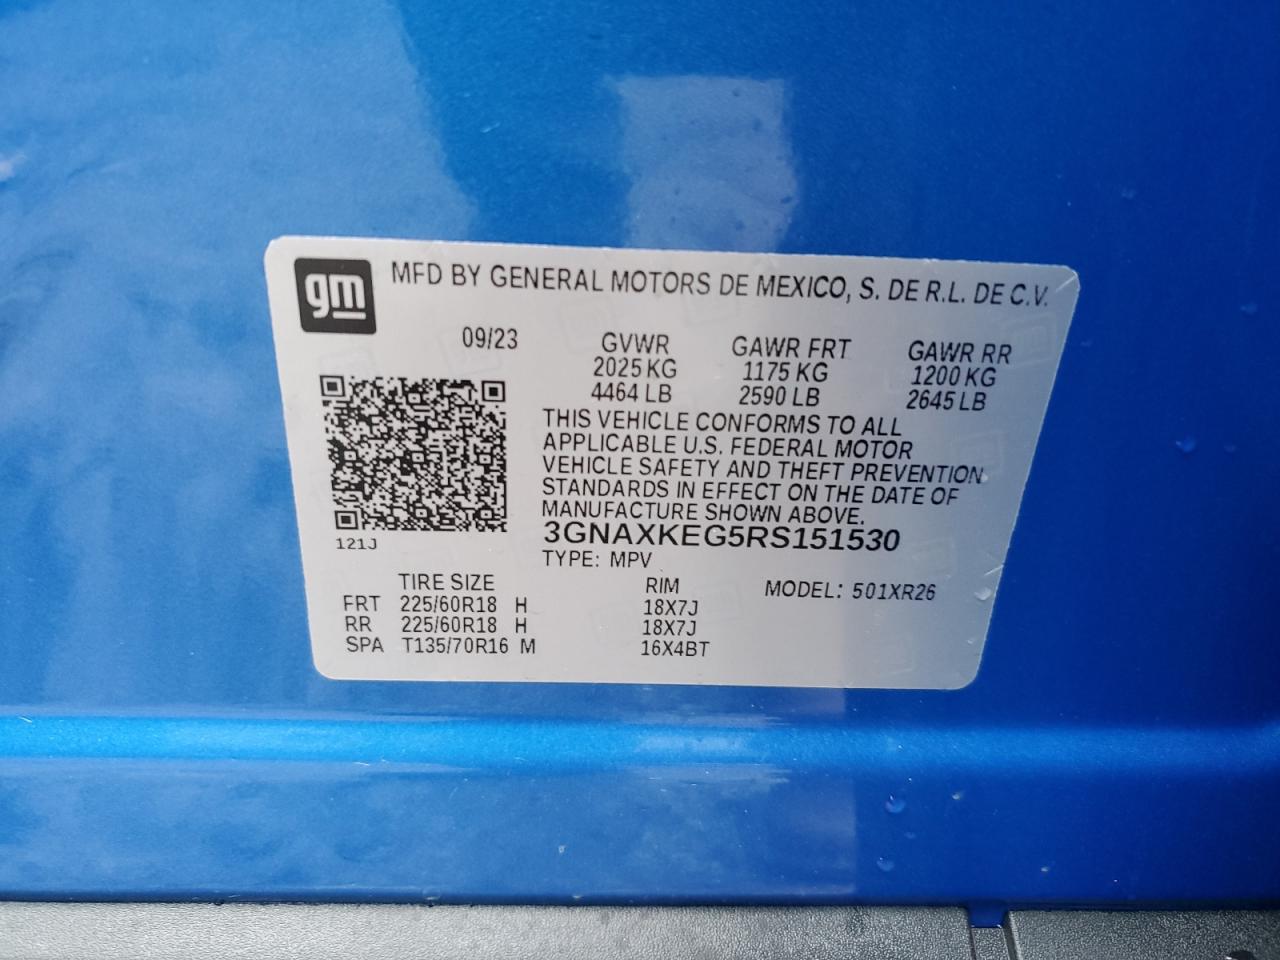 gm
MFD BY GENERAL MOTORS DE MEXICO, S. DE R.L. DE C.V.
09/23 GVWR GAWR FRT GAWR RR
2025 KG 1175 KG 1200 KG
4464 LB 2590 LB 2645 LB
THIS VEHICLE CONFORMS TO ALL
APPLICABLE U.S. FEDERAL MOTOR
VEHICLE SAFETY AND THEFT PREVENTION
STANDARDS IN EFFECT ON THE DATE OF
MANUFACTURE SHOWN ABOVE.
3GNAXKEG5RS151530
121J
TYPE: MPV
TIRE SIZE RIM MODEL: 501XR26
FRT 225/60R18 H 18X7J
RR 225/60R18 H 18X7J
SPA T135/70R16 M 16X4BT